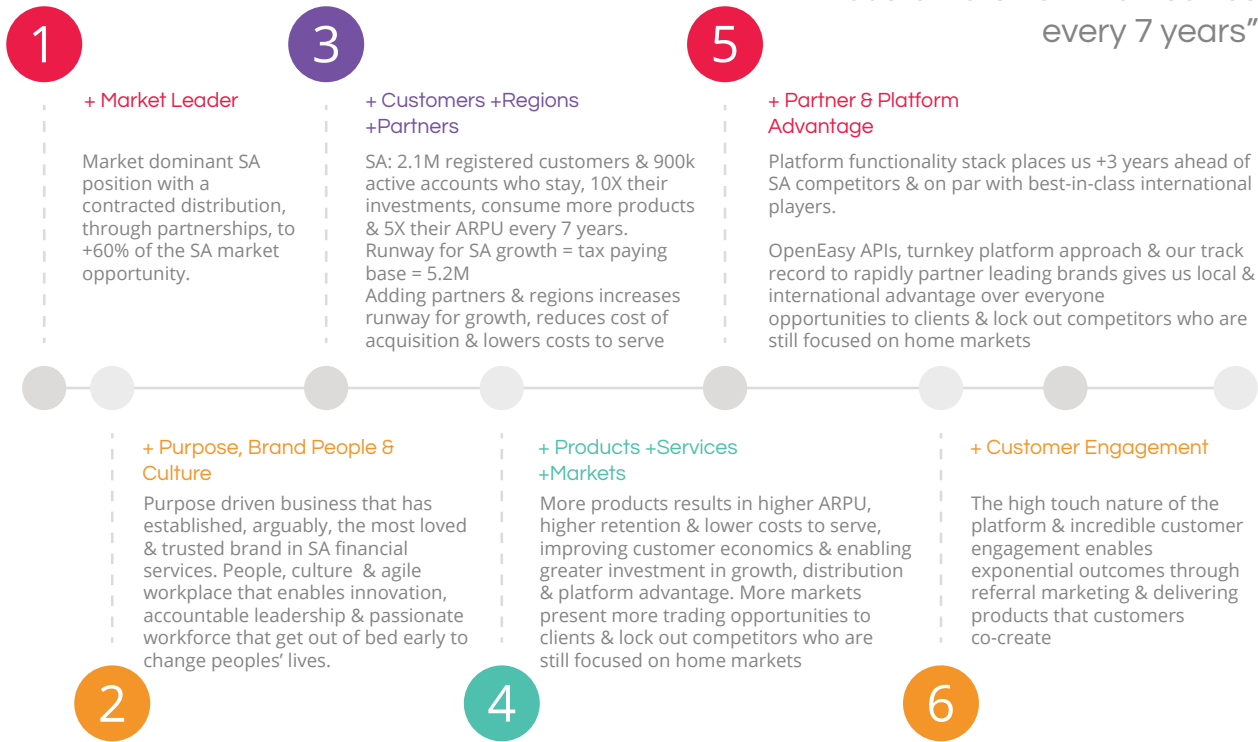 every 7 years”
1
+ Market Leader
Market dominant SA
position with a
contracted distribution,
through partnerships, to
+60% of the SA market
opportunity.
3
+ Customers +Regions
+Partners
SA: 2.1M registered customers & 900k
active accounts who stay, 10X their
investments, consume more products
& 5X their ARPU every 7 years.
Runway for SA growth = tax paying
base = 5.2M
Adding partners & regions increases
runway for growth, reduces cost of
acquisition & lowers costs to serve
5
+ Partner & Platform
Advantage
Platform functionality stack places us +3 years ahead of
SA competitors & on par with best-in-class international
players.
OpenEasy APIs, turnkey platform approach & our track
record to rapidly partner leading brands gives us local &
international advantage over everyone
opportunities to clients & lock out competitors who are
still focused on home markets
+ Purpose, Brand People &
Culture
Purpose driven business that has
established, arguably, the most loved
& trusted brand in SA financial
services. People, culture & agile
workplace that enables innovation,
accountable leadership & passionate
workforce that get out of bed early to
change peoples’ lives.
2
+ Products +Services
+Markets
More products results in higher ARPU,
higher retention & lower costs to serve,
improving customer economics & enabling
greater investment in growth, distribution
& platform advantage. More markets
present more trading opportunities to
clients & lock out competitors who are
still focused on home markets
4
+ Customer Engagement
The high touch nature of the
platform & incredible customer
engagement enables
exponential outcomes through
referral marketing & delivering
products that customers
co-create
6